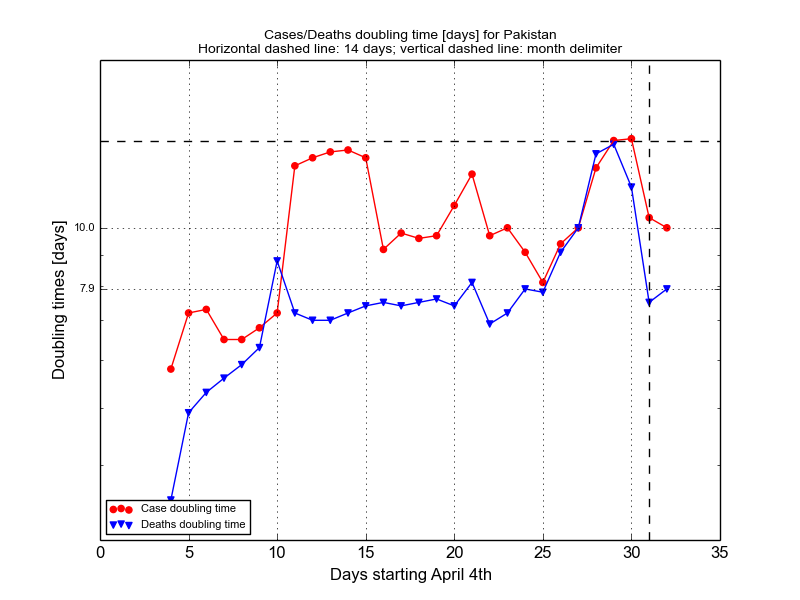 Cases/Deaths doubling time [days] for Pakistan
Horizontal dashed line: 14 days; vertical dashed line: month delimiter
Doubling times [days]
10.0
7.9
Case doubling time
Deaths doubling time
0 5 10 15 20 25 30 35
Days starting April 4th